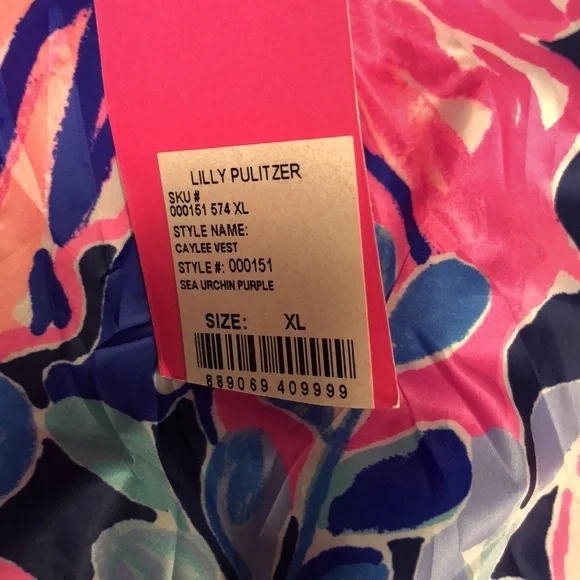 LILLY PULITZER
SKU #
000151 574 XL
STYLE NAME:
CAYLEE VEST
STYLE #: 000151
SEA URCHIN PURPLE
SIZE: XL
889069 409999